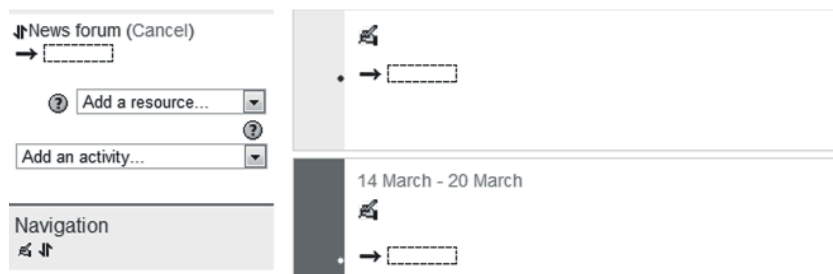 News forum (Cancel)
Add a resource...
Add an activity...
Navigation
14 March - 20 March